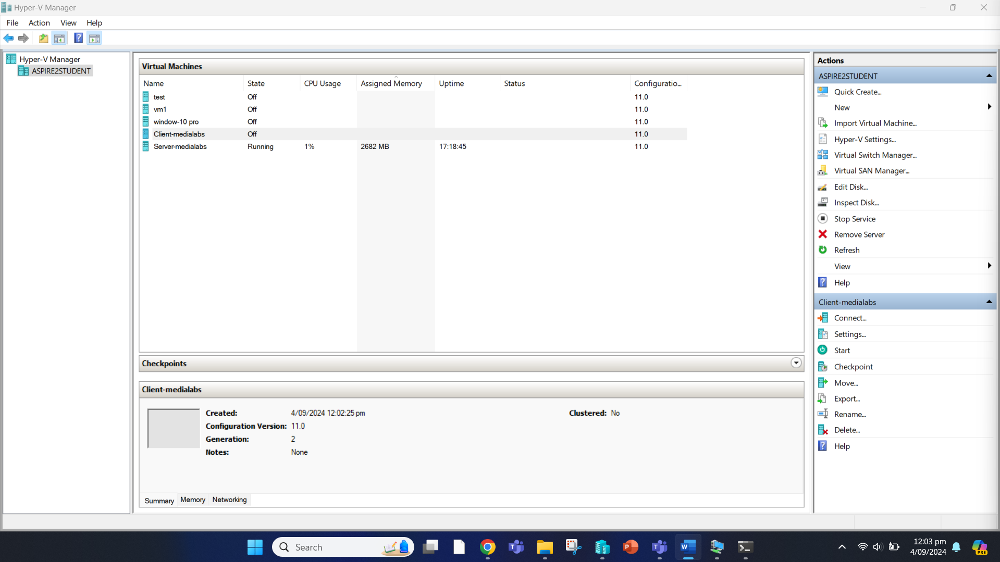 Hyper-V Manager
File Action View Help
Hyper-V Manager
ASPIRE2STUDENT
Virtual Machines
Name State CPU Usage Assigned Memory Uptime Status Configuratio...
test Off 11.0
vm1 Off 11.0
window-10 pro Off 11.0
Client-medialabs Off 11.0
Server-medialabs Running 1% 2682 MB 17:18:45 11.0
Checkpoints
Client-medialabs
Created: 4/09/2024 12:02:25 pm Clustered: No
Configuration Version: 11.0
Generation: 2
Notes: None
Summary Memory Networking
Actions
ASPIRE2STUDENT
Quick Create...
New
Import Virtual Machine...
Hyper-V Settings...
Virtual Switch Manager...
Virtual SAN Manager...
Edit Disk...
Inspect Disk...
Stop Service
Remove Server
Refresh
View
Help
Client-medialabs
Connect...
Settings...
Start
Checkpoint
Move...
Export...
Rename...
Delete...
Help
Search
12:03 pm
4/09/2024
PRE